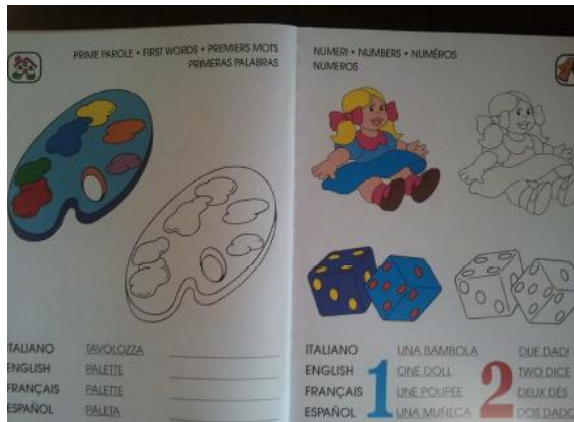 PRIME PAROLE • FIRST WORDS • PREMIERS MOTS
PRIMERAS PALABRAS
ITALIANO TAVOLOZZA
ENGLISH PALETTE
FRANÇAIS PALETTE
ESPAÑOL PALETA
NUMERI • NUMBERS • NUMÉROS
NUMEROS
ITALIANO UNA BAMBOLA DUE DADI
ENGLISH ONE DOLL TWO DICE
FRANÇAIS 1 UNE POUPÉE 2 DEUX DÉS
ESPAÑOL UNA MUÑECA DOS DADO